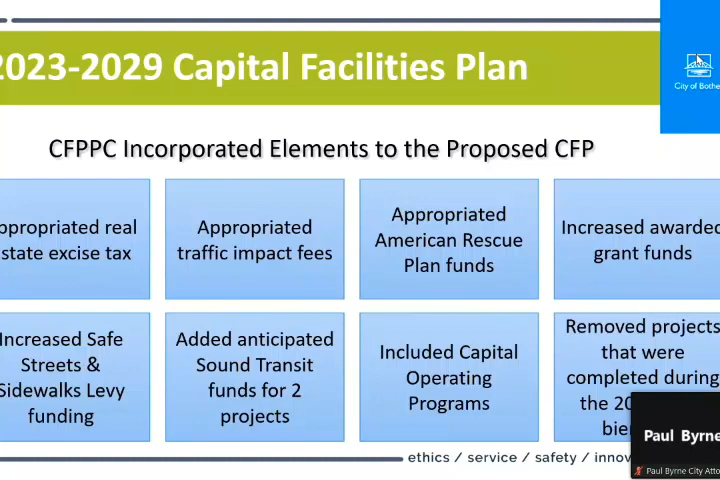 2023-2029 Capital Facilities Plan
City of Bothe
CFPPC Incorporated Elements to the Proposed CFP
ppropriated real
state excise tax
Appropriated
traffic impact fees
Appropriated
American Rescue
Plan funds
Increased awarded
grant funds
Increased Safe
Streets &
Sidewalks Levy
funding
Added anticipated
Sound Transit
funds for 2
projects
Included Capital
Operating
Programs
Removed projects
that were
completed during
the 20
bie
Paul Byrne
Paul Byrne City Atto
ethics / service / safety / innov